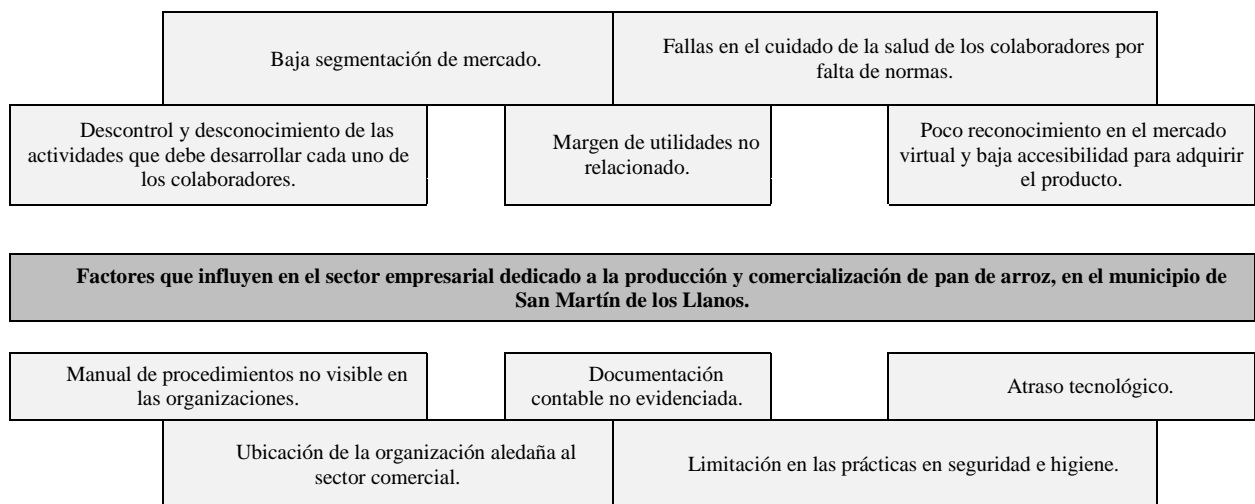 Baja segmentación de mercado.
Fallas en el cuidado de la salud de los colaboradores por
falta de normas.
Descontrol y desconocimiento de las
actividades que debe desarrollar cada uno de
los colaboradores.
Margen de utilidades no
relacionado.
Poco reconocimiento en el mercado
virtual y baja accesibilidad para adquirir
el producto.
Factores que influyen en el sector empresarial dedicado a la producción y comercialización de pan de arroz, en el municipio de
San Martín de los Llanos.
Manual de procedimientos no visible en
las organizaciones.
Documentación
contable no evidenciada.
Atraso tecnológico.
Ubicación de la organización aledaña al
sector comercial.
Limitación en las prácticas en seguridad e higiene.